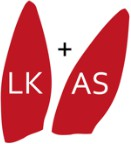 LK + AS